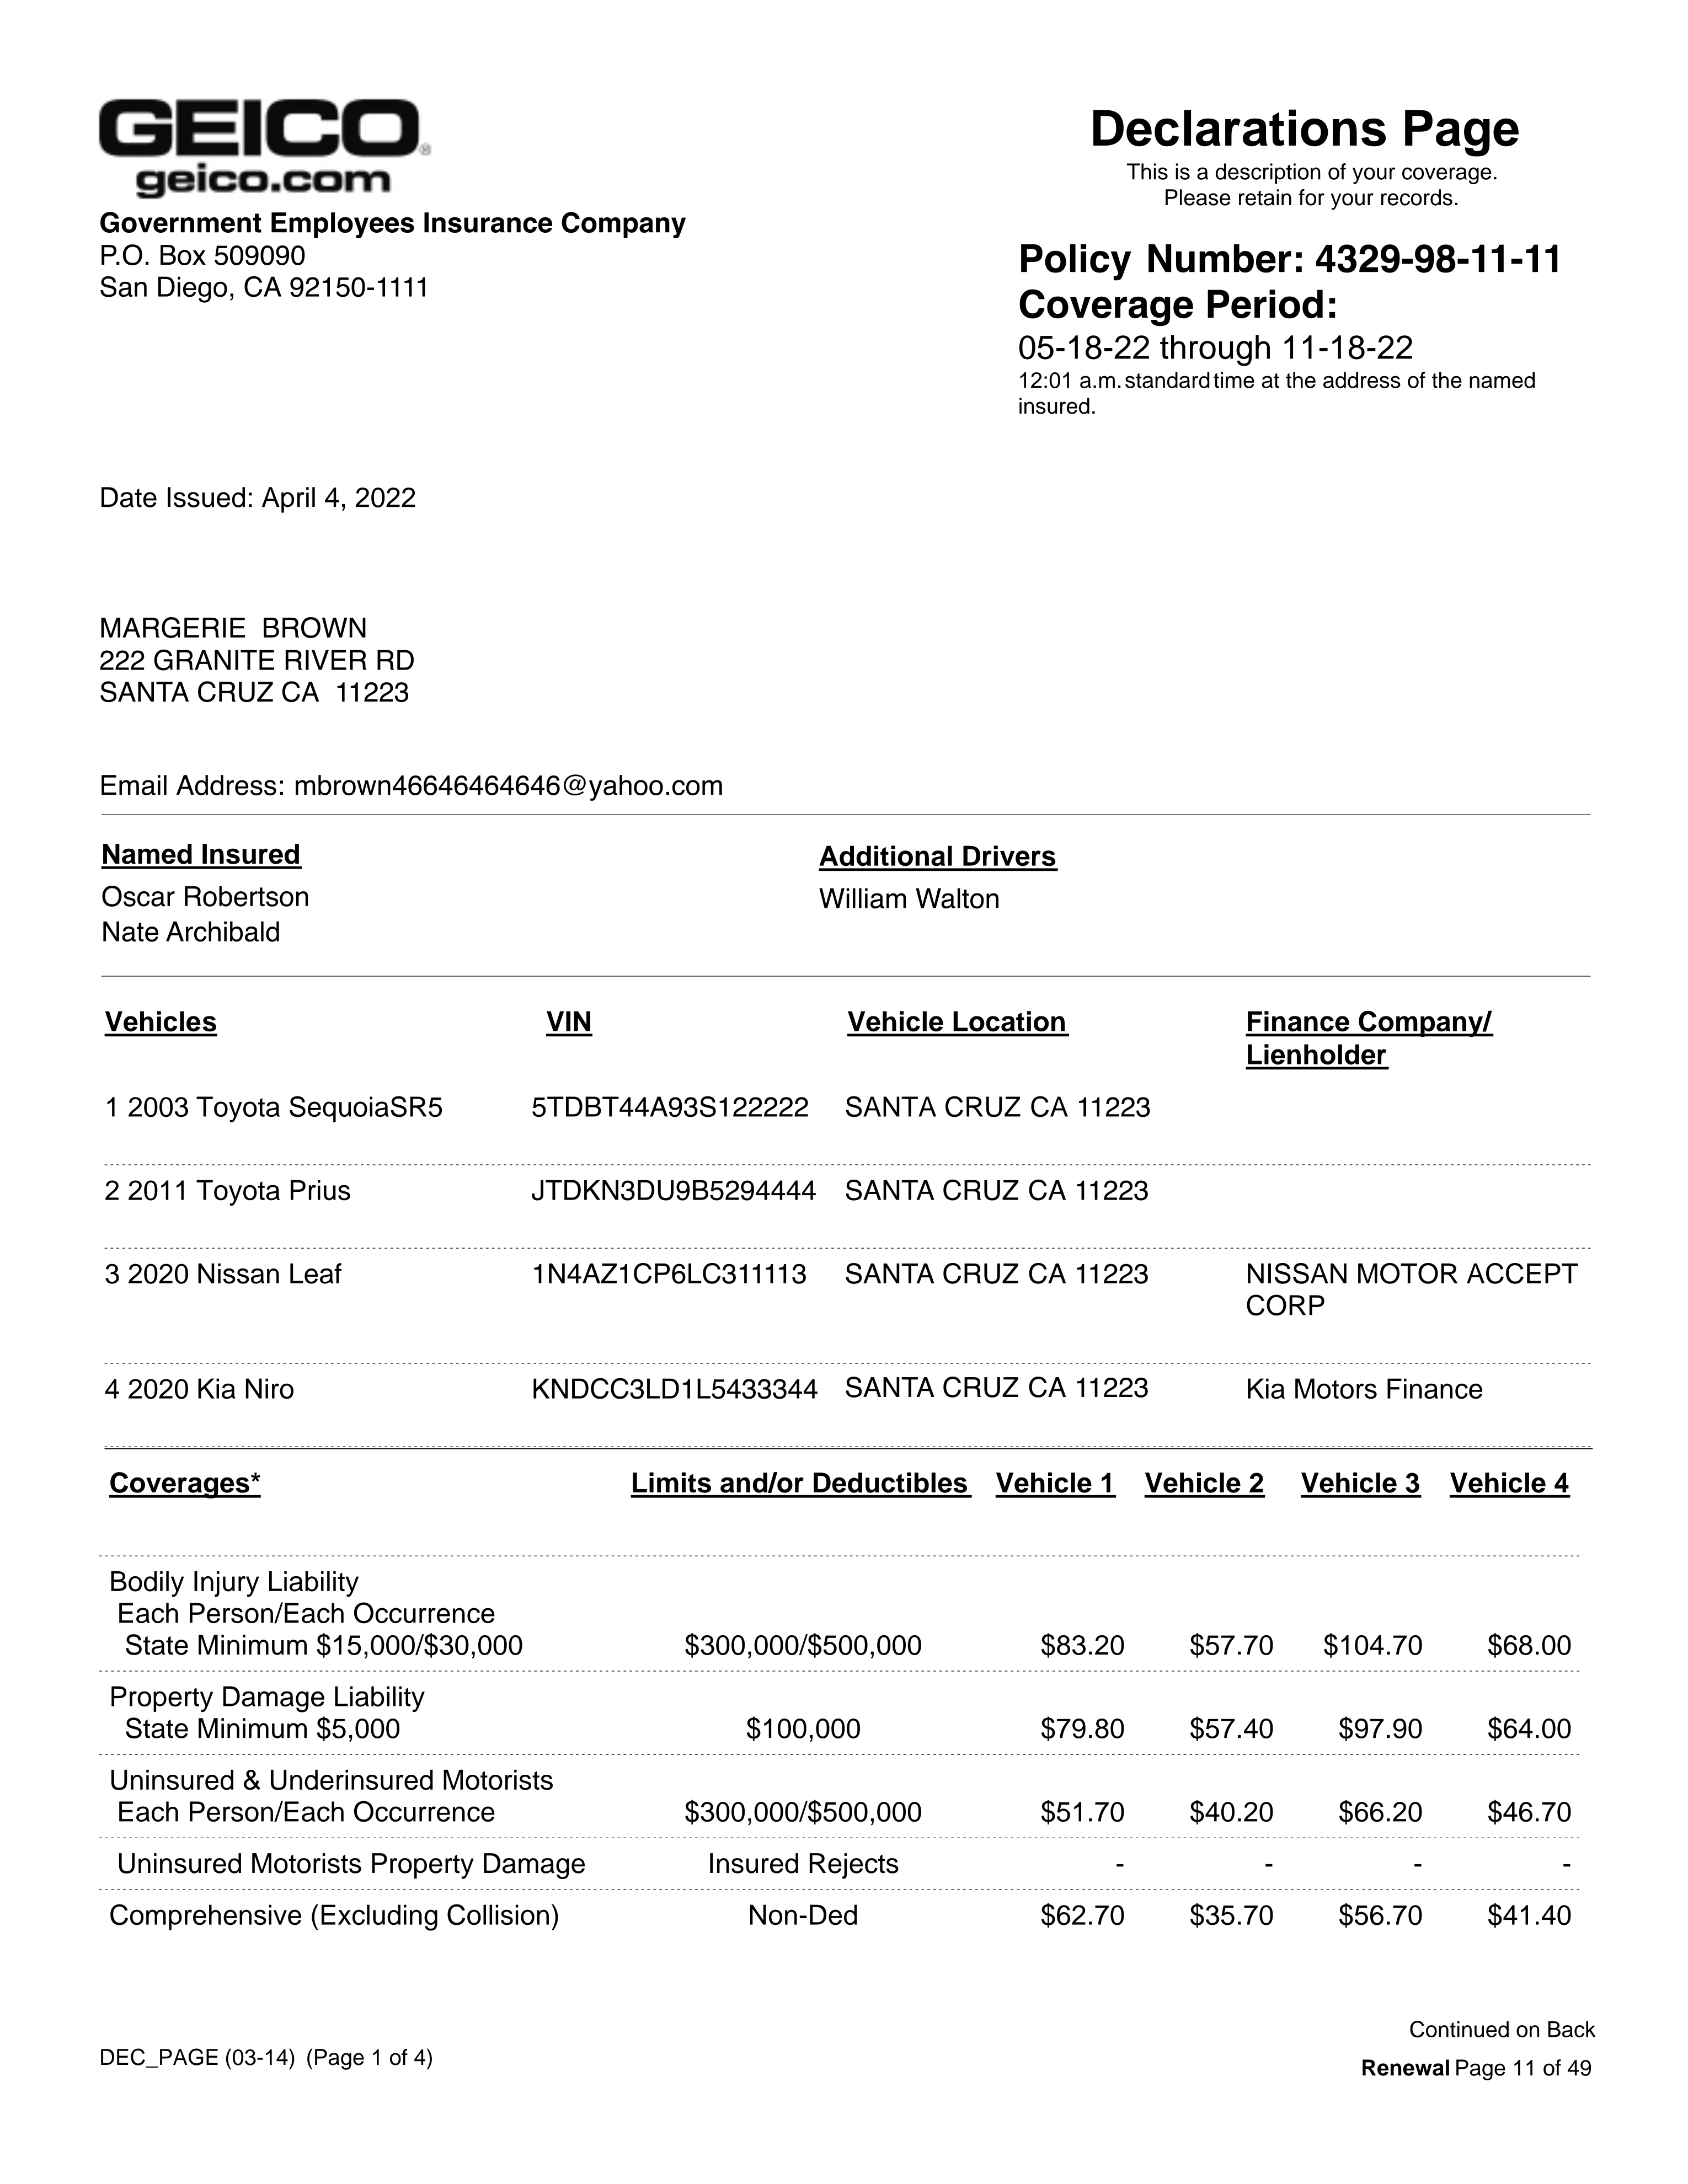 GEICO®
geico.com
Government Employees Insurance Company
P.O. Box 509090
San Diego, CA 92150-1111
Declarations Page
This is a description of your coverage.
Please retain for your records.
Policy Number: 4329-98-11-11
Coverage Period:
05-18-22 through 11-18-22
12:01 a.m. standard time at the address of the named
insured.
Date Issued: April 4, 2022
MARGERIE BROWN
222 GRANITE RIVER RD
SANTA CRUZ CA 11223
Email Address: mbrown46646464646@yahoo.com
Named Insured
Oscar Robertson
Nate Archibald
Additional Drivers
William Walton
Vehicles VIN Vehicle Location Finance Company/
Lienholder
1 2003 Toyota SequoiaSR5 5TDBT44A93S122222 SANTA CRUZ CA 11223
2 2011 Toyota Prius JTDKN3DU9B5294444 SANTA CRUZ CA 11223
3 2020 Nissan Leaf 1N4AZ1CP6LC311113 SANTA CRUZ CA 11223 NISSAN MOTOR ACCEPT
CORP
4 2020 Kia Niro KNDCC3LD1L5433344 SANTA CRUZ CA 11223 Kia Motors Finance
Coverages* Limits and/or Deductibles Vehicle 1 Vehicle 2 Vehicle 3 Vehicle 4
Bodily Injury Liability
Each Person/Each Occurrence
State Minimum $15,000/$30,000 $300,000/$500,000 $83.20 $57.70 $104.70 $68.00
Property Damage Liability
State Minimum $5,000 $100,000 $79.80 $57.40 $97.90 $64.00
Uninsured & Underinsured Motorists
Each Person/Each Occurrence $300,000/$500,000 $51.70 $40.20 $66.20 $46.70
Uninsured Motorists Property Damage Insured Rejects - - - -
Comprehensive (Excluding Collision) Non-Ded $62.70 $35.70 $56.70 $41.40
Continued on Back
DEC_PAGE (03-14) (Page 1 of 4)
Renewal Page 11 of 49